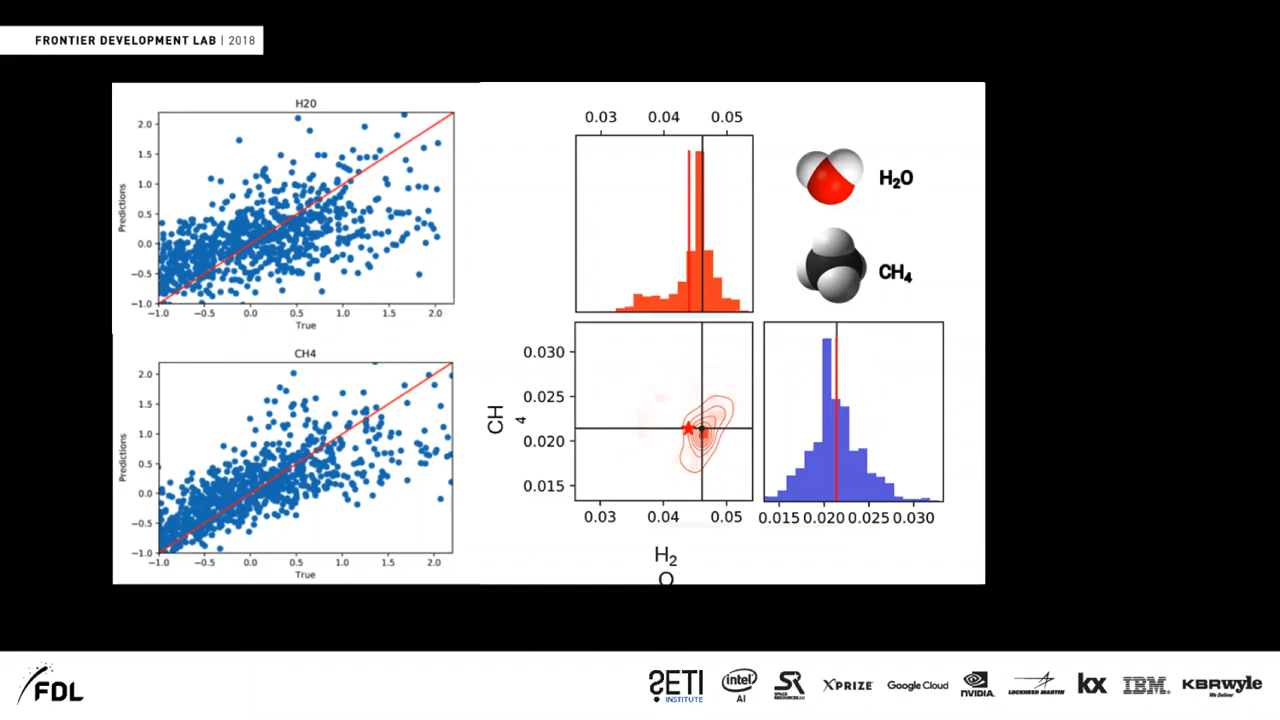 FRONTIER DEVELOPMENT LAB | 2018
H20
2.0
1.5
1.0
0.5
0.0
−0.5
−1.0
Predictions
−1.0 −0.5 0.0 0.5 1.0 1.5 2.0
True
CH4
2.0
1.5
1.0
0.5
0.0
−0.5
−1.0
Predictions
−1.0 −0.5 0.0 0.5 1.0 1.5 2.0
True
0.03 0.04 0.05
H₂O
CH₄
0.030
0.025
0.020
0.015
CH
4
0.03 0.04 0.05
0.015 0.020 0.025 0.030
H₂
O
FDL
SETI
INSTITUTE
intel
AI
SR
SPACE
RESOURCES.LU
XPRIZE
Google Cloud
NVIDIA.
LOCKHEED MARTIN
kx
IBM
KBRwyle
We Deliver